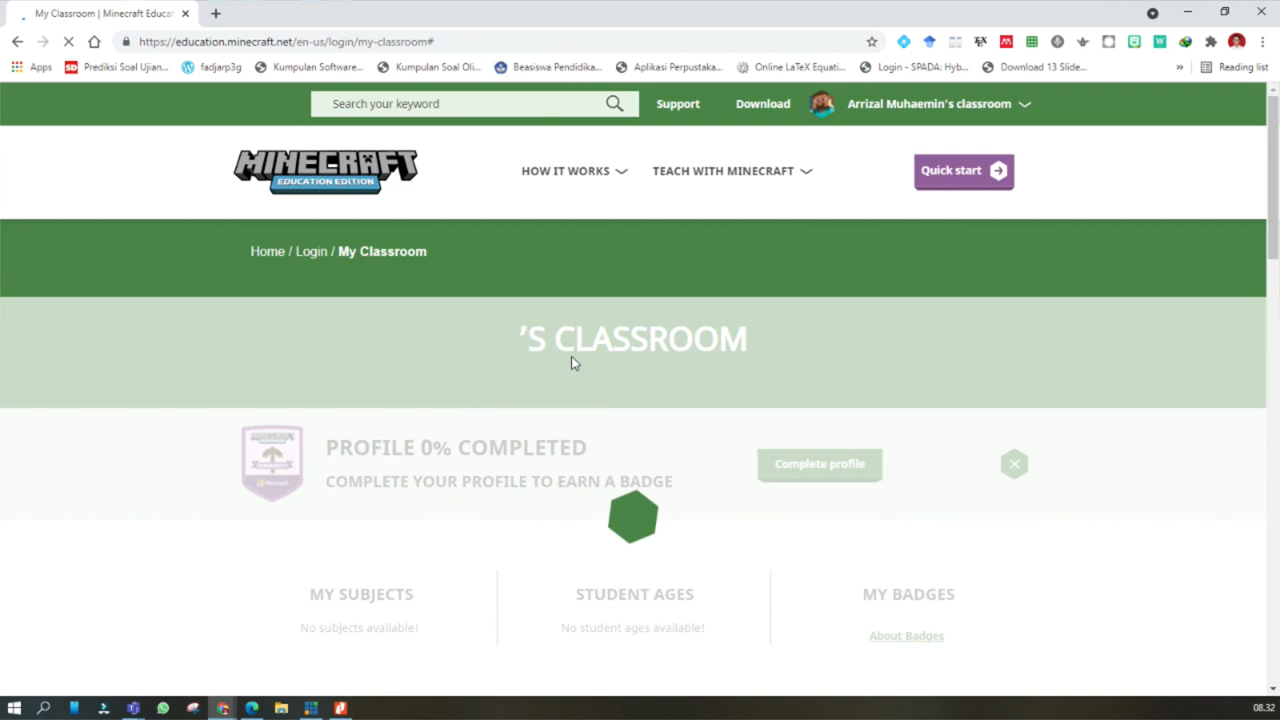 My Classroom | Minecraft Educat
https://education.minecraft.net/en-us/login/my-classroom#
Apps Prediksi Soal Ujian... fadjarp3g Kumpulan Software... Kumpulan Soal Oli... Beasiswa Pendidika... Aplikasi Perpustaka... Online LaTeX Equati... Login - SPADA: Hyb... Download 13 Slide... » Reading list
Search your keyword Support Download Arrizal Muhaemin's classroom
MINECRAFT
EDUCATION EDITION
HOW IT WORKS TEACH WITH MINECRAFT Quick start
Home / Login / My Classroom
’S CLASSROOM
PROFILE 0% COMPLETED
COMPLETE YOUR PROFILE TO EARN A BADGE
Complete profile
MY SUBJECTS STUDENT AGES MY BADGES
No subjects available! No student ages available! About Badges
08.32